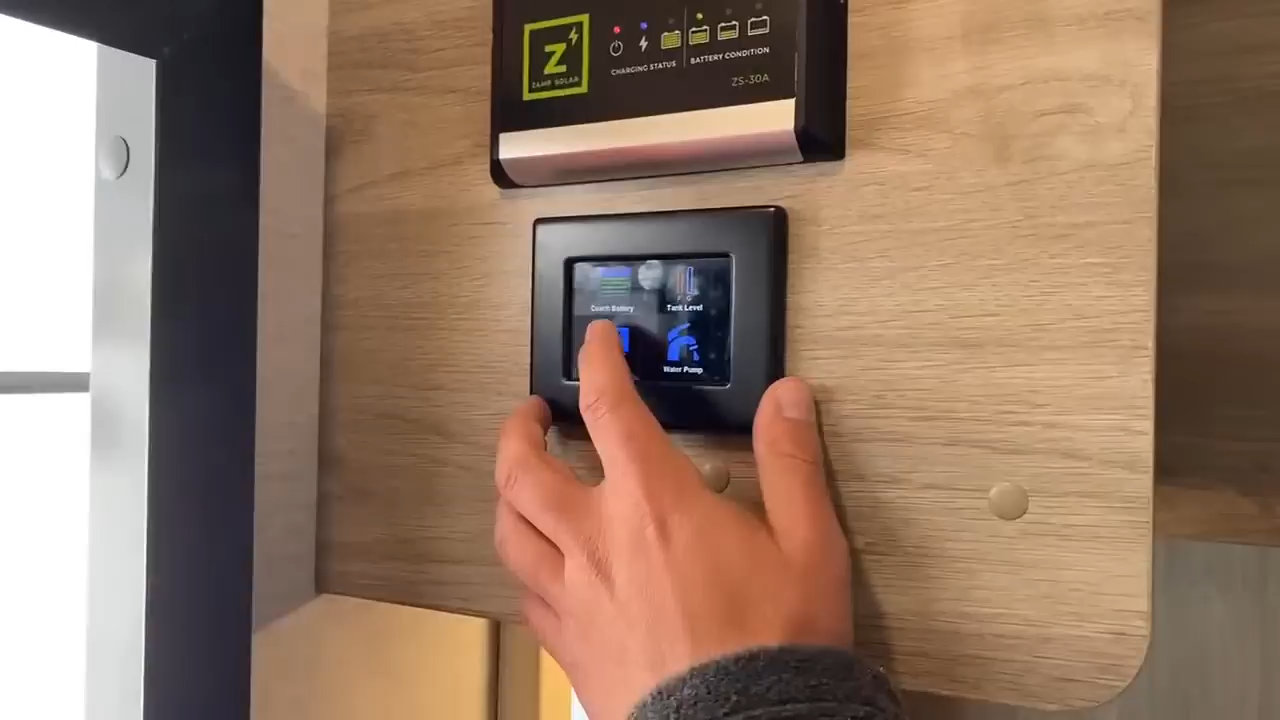 Z
ZAMP SOLAR
CHARGING STATUS
BATTERY CONDITION
ZS-30A
Coach Battery
Tank Level
F G
Water Pump